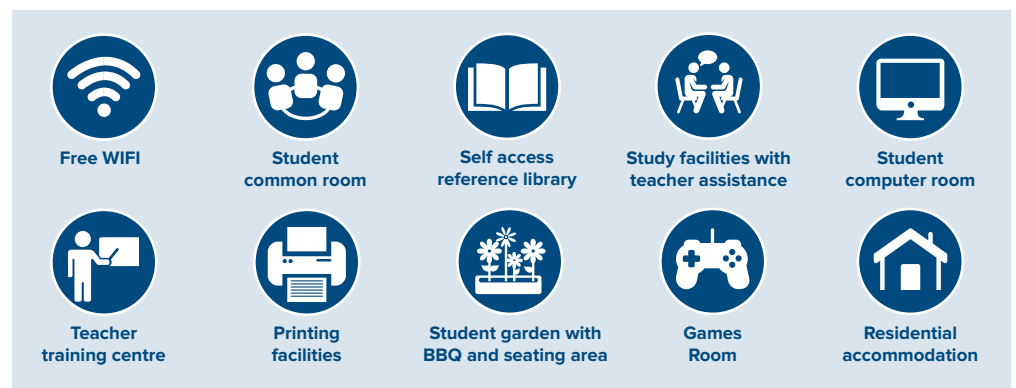 Free WIFI
Student
common room
Self access
reference library
Study facilities with
teacher assistance
Student
computer room
Teacher
training centre
Printing
facilities
Student garden with
BBQ and seating area
Games
Room
Residential
accommodation